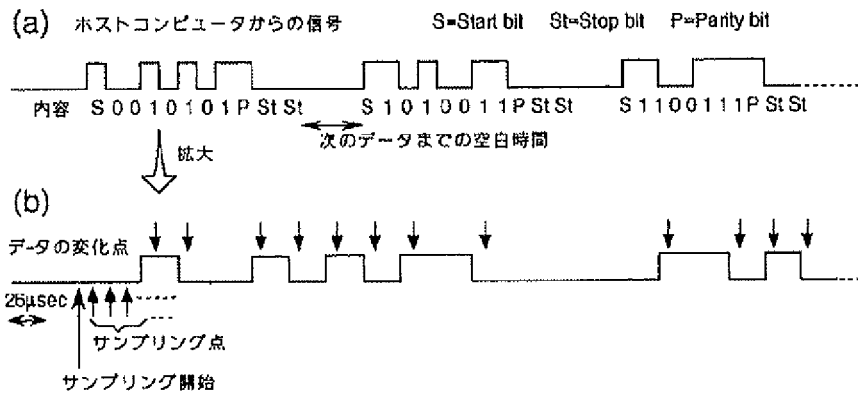 (a) ホストコンピュータからの信号 S=Start bit St=Stop bit P=Parity bit
内容 S 0 0 1 0 1 0 1 P St St S 1 0 1 0 0 1 1 P St St S 1 1 0 0 1 1 1 P St St
次のデータまでの空白時間
拡大
(b)
データの変化点
26μsec
サンプリング点
サンプリング開始